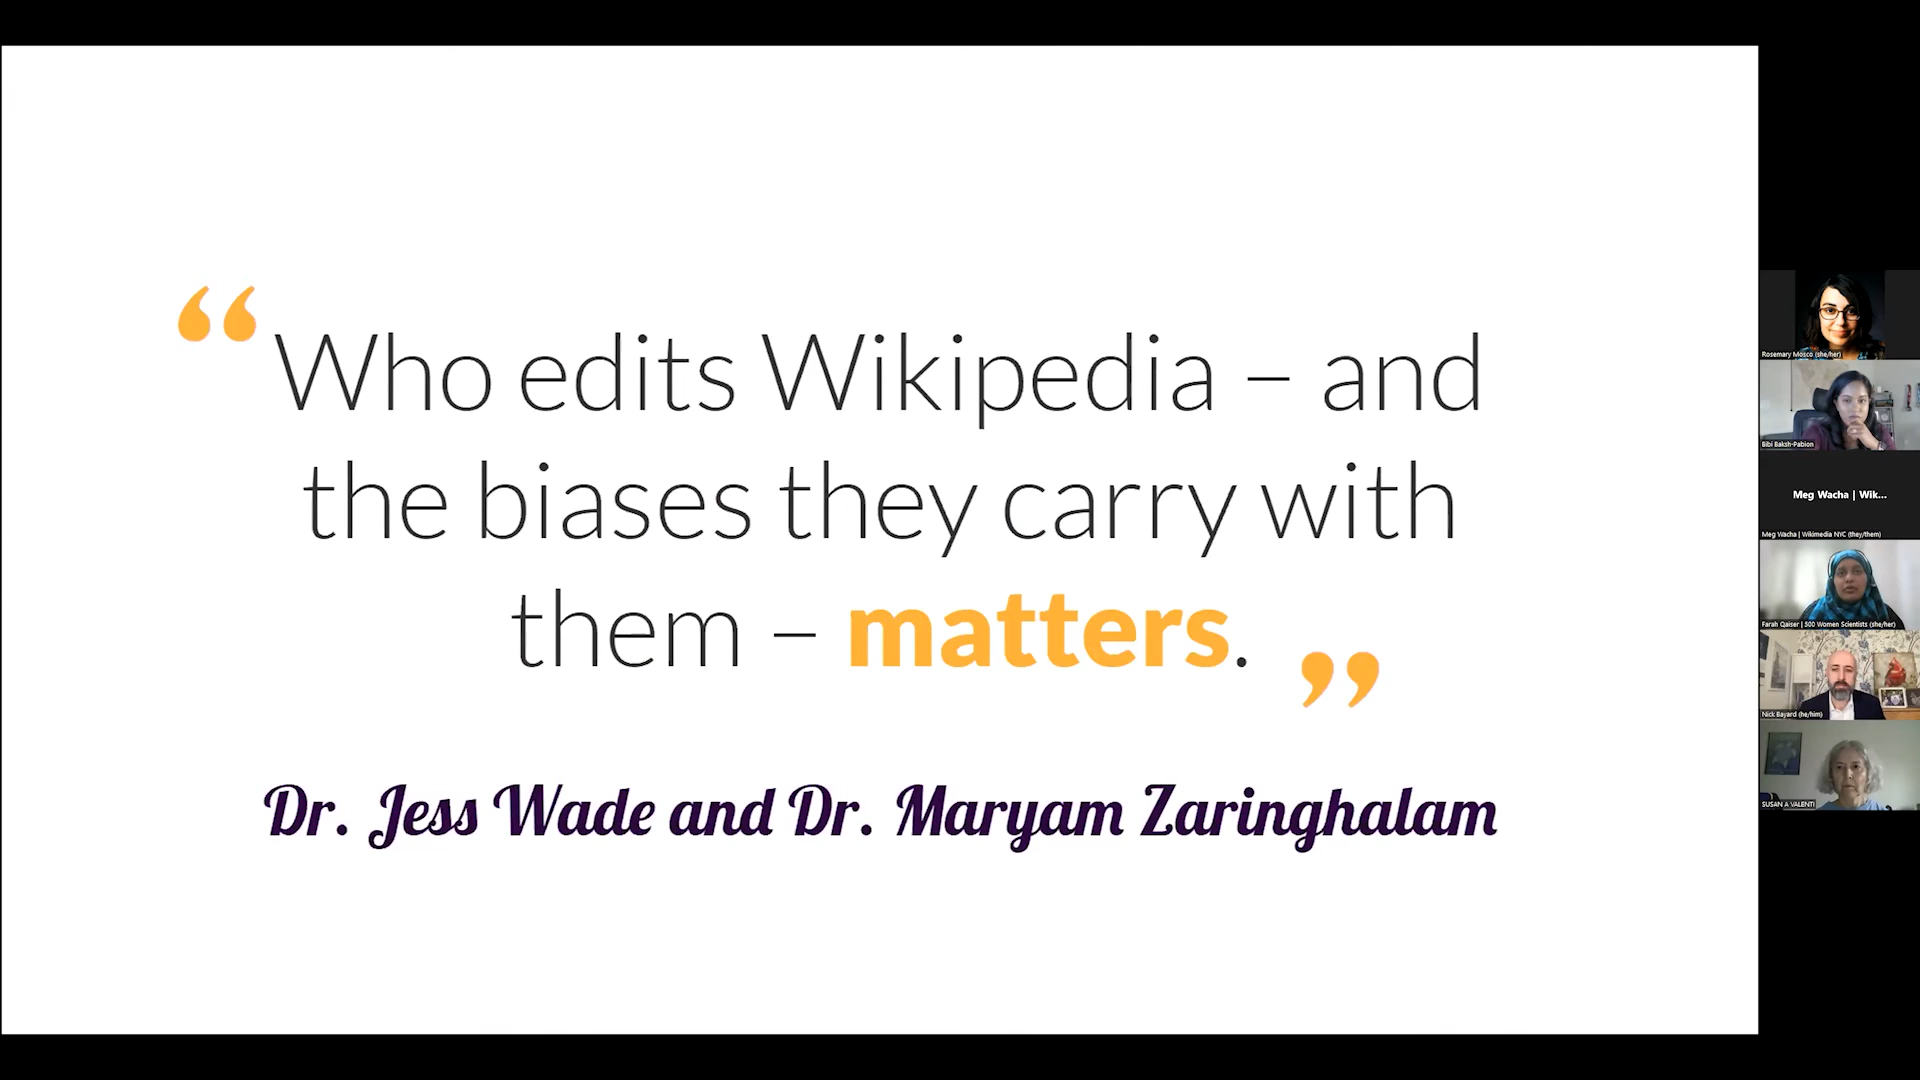 “Who edits Wikipedia – and
the biases they carry with
them – matters. ”
Dr. Jess Wade and Dr. Maryam Zaringhalam
Rosemary Mosco (she/her)
Bibi Baksh-Pabion
Meg Wacha | Wik...
Meg Wacha | Wikimedia NYC (they/them)
Farah Qaiser | 500 Women Scientists (she/her)
Nick Bayard (he/him)
SUSAN A VALENTI